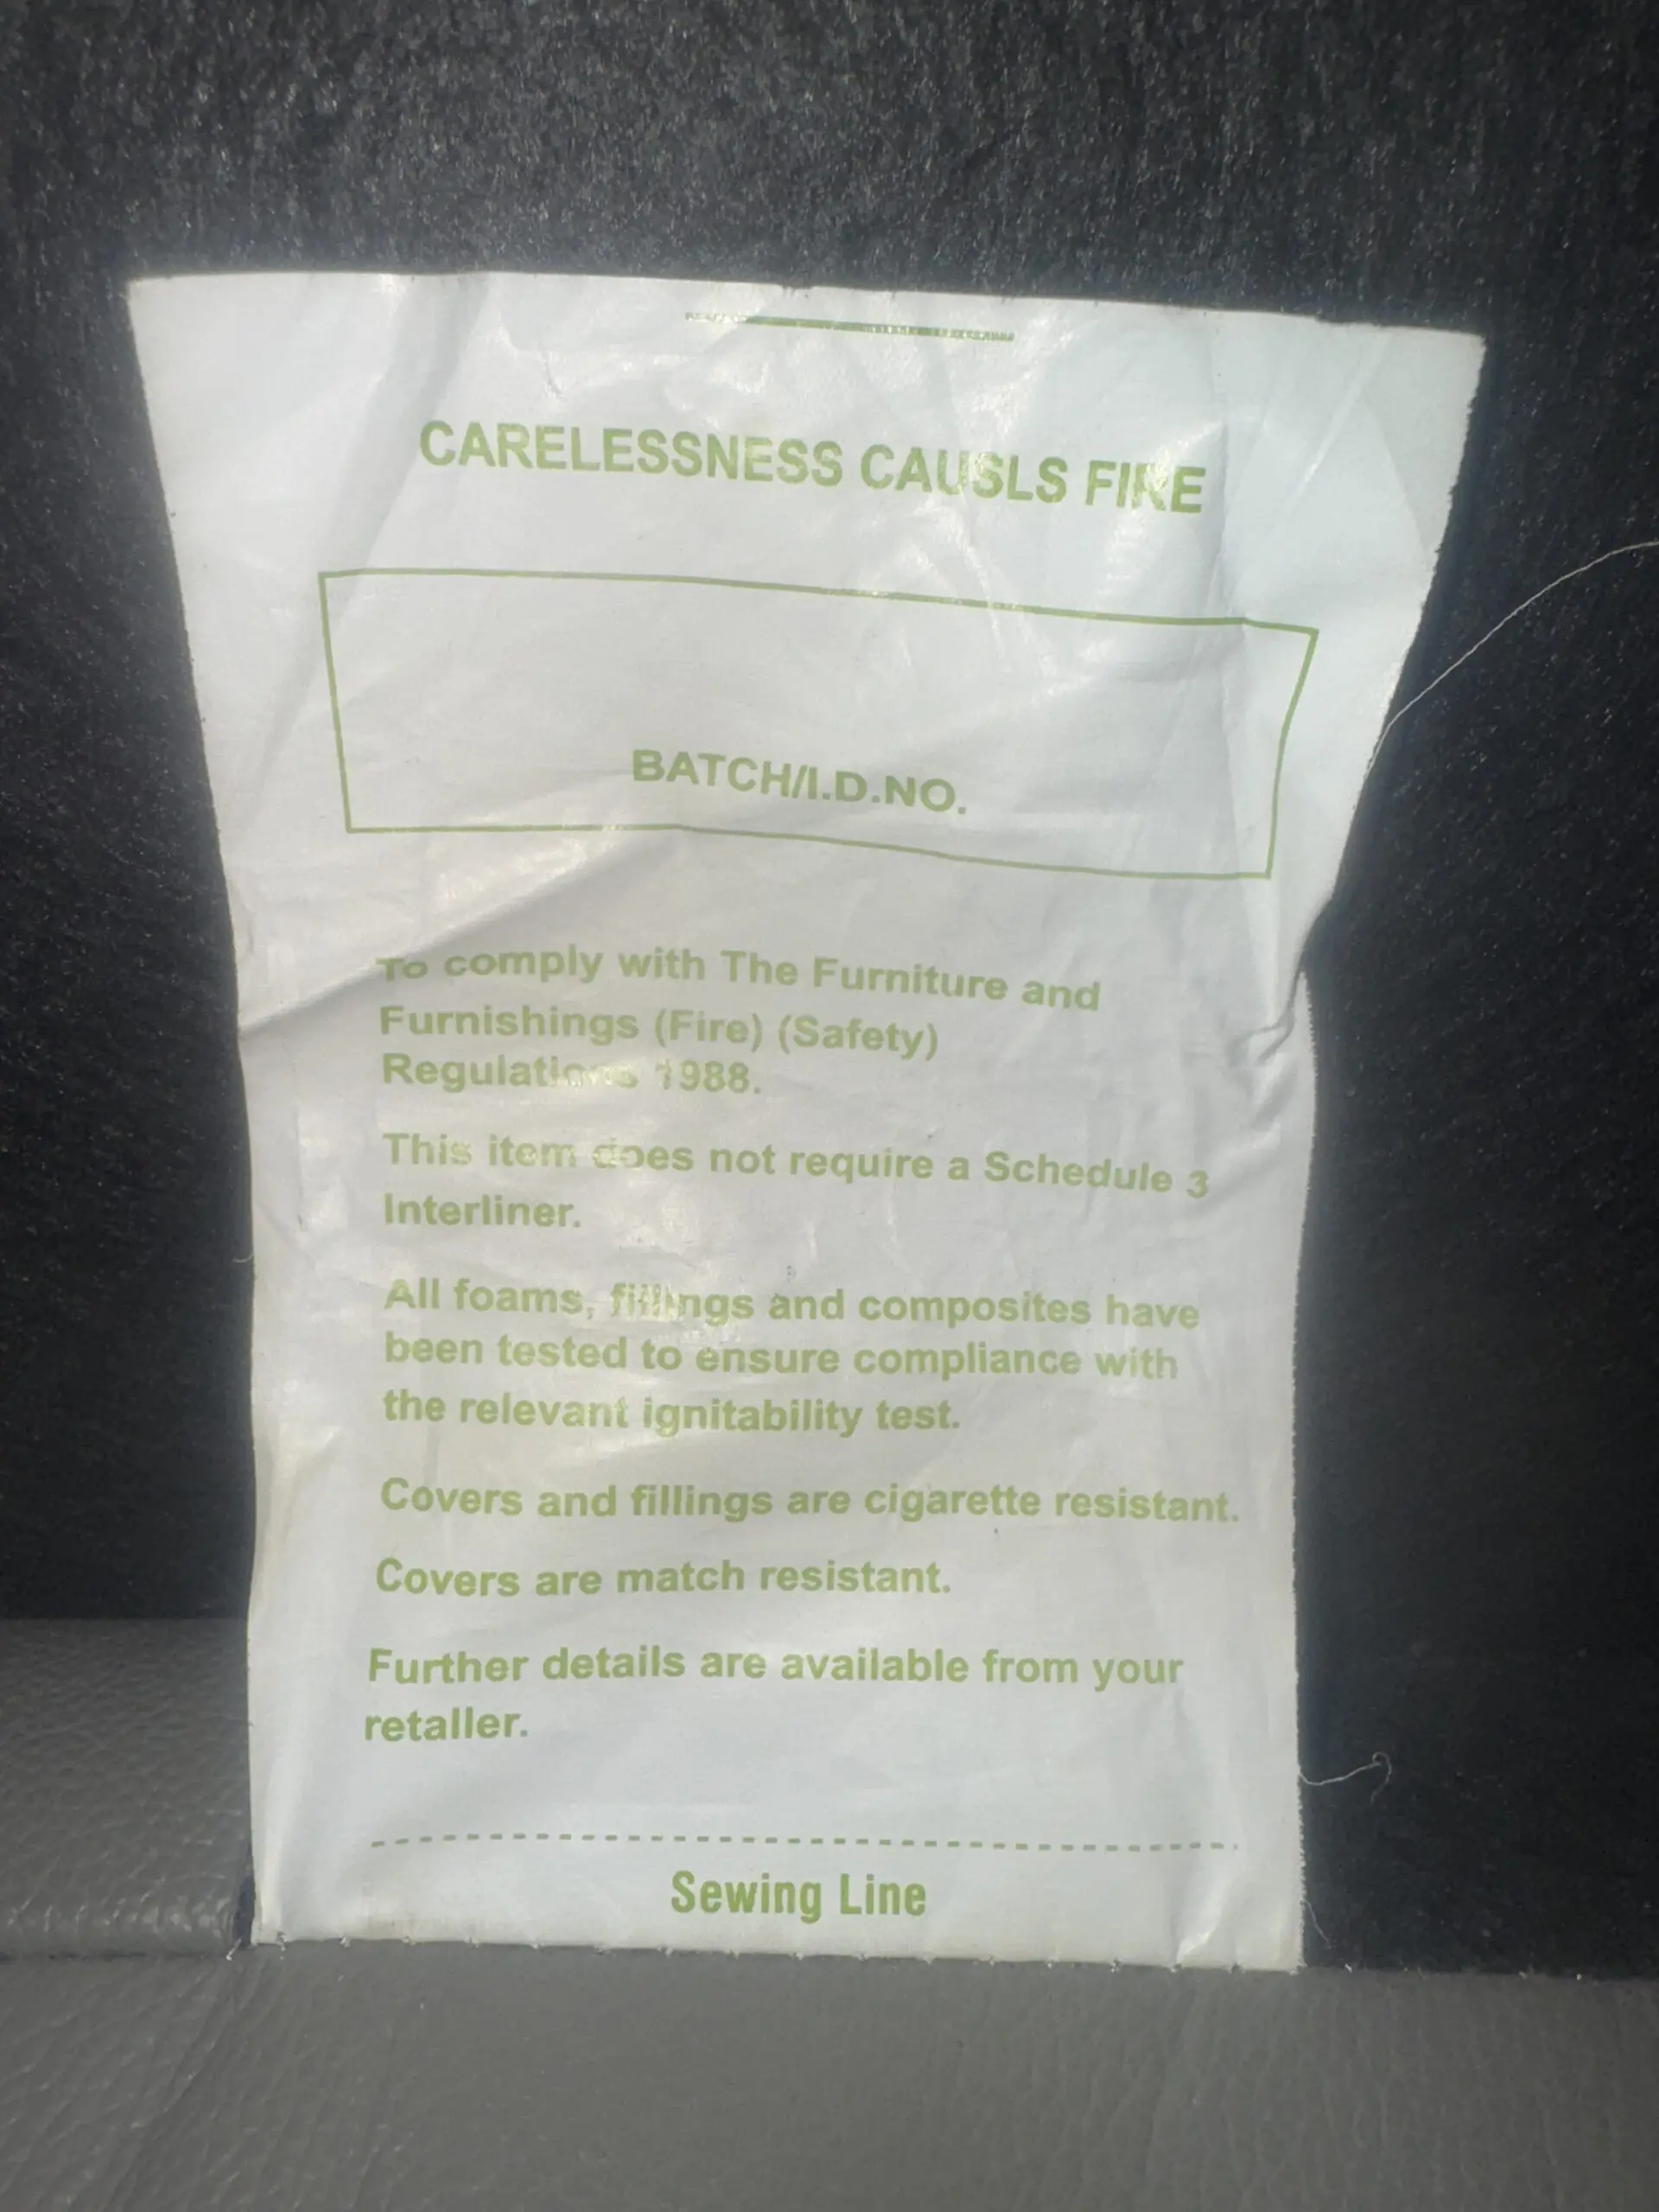 CARELESSNESS CAUSLS FIRE
BATCH/I.D.NO.
To comply with The Furniture and
Furnishings (Fire) (Safety)
Regulations 1988.
This item does not require a Schedule 3
Interliner.
All foams, fillings and composites have
been tested to ensure compliance with
the relevant ignitability test.
Covers and fillings are cigarette resistant.
Covers are match resistant.
Further details are available from your
retaller.
Sewing Line